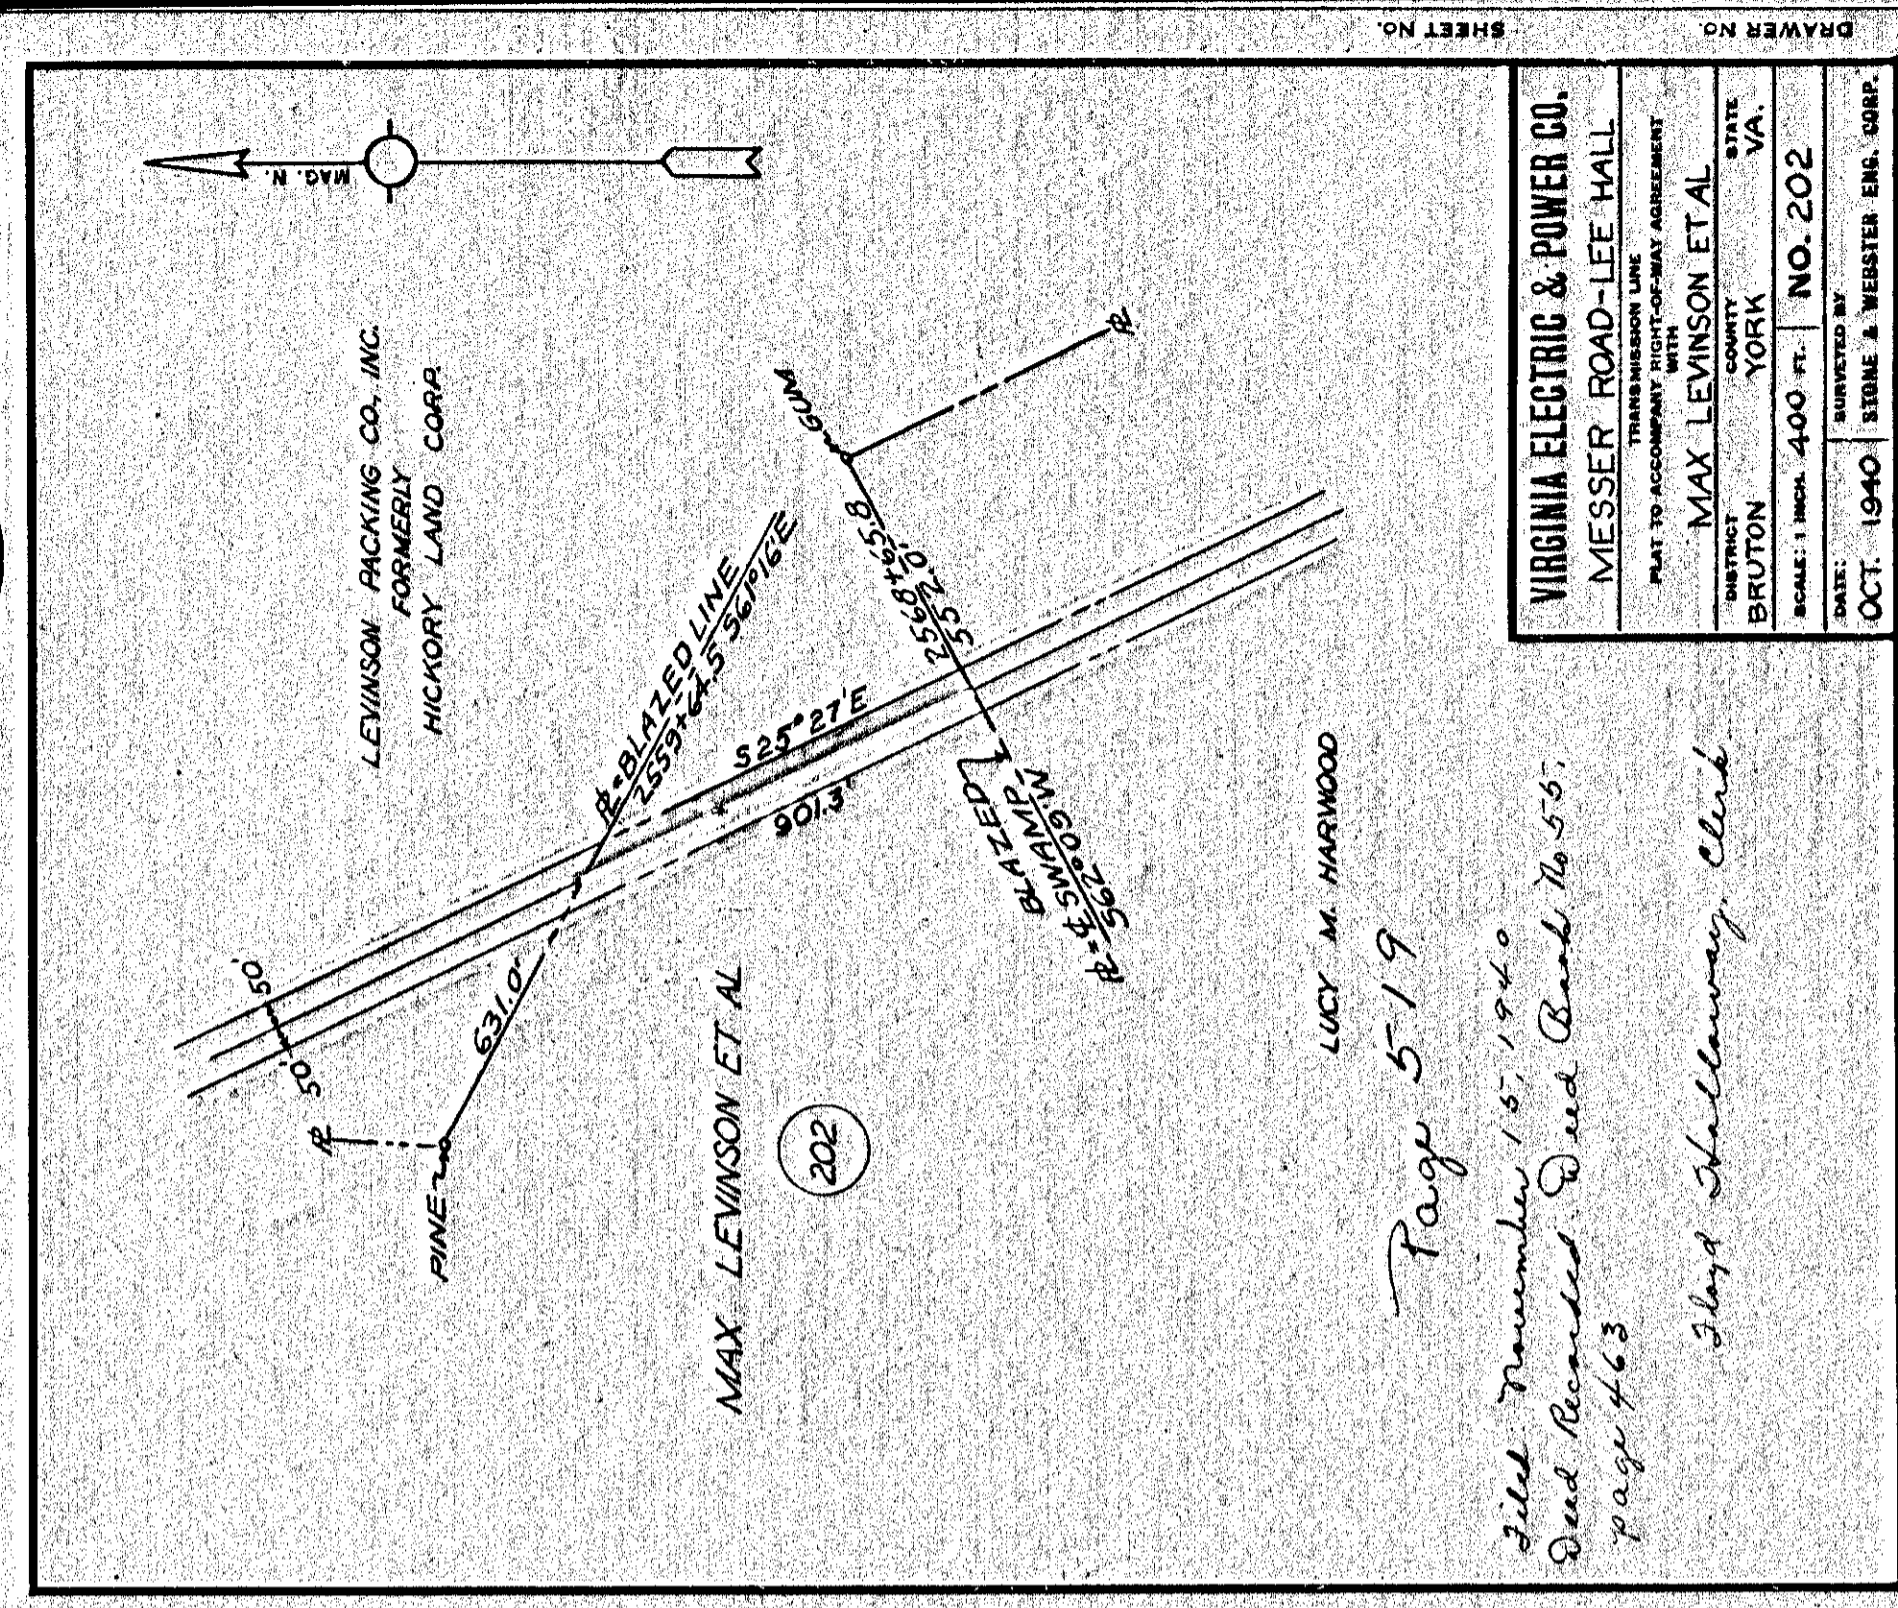 SHEET NO.
DRAWER NO.
MAG. N.
LEVINSON PACKING CO., INC.
FORMERLY
HICKORY LAND CORP.
50'
50'
PINE
631.0'
℄=BLAZED LINE
2559+64.5 S61°16'E
S25°27'E
901.3'
GUM
2568+65.8
552.0'
BLAZED
℄=℄ SWAMP-
S62°09'W
MAX LEVINSON ET AL
202
LUCY M. HARWOOD
Page 519
Filed November 15, 1940
Deed Recorded Deed Book No 55,
page 463
Floyd Hollaway, Clerk
VIRGINIA ELECTRIC & POWER CO.
MESSER ROAD-LEE HALL
TRANSMISSION LINE
PLAT TO ACCOMPANY RIGHT-OF-WAY AGREEMENT
WITH
MAX LEVINSON ET AL
DISTRICT COUNTY STATE
BRUTON YORK VA.
SCALE: 1 INCH 400 FT. NO. 202
DATE: SURVEYED BY
OCT. 1940 STONE & WEBSTER ENG. CORP.